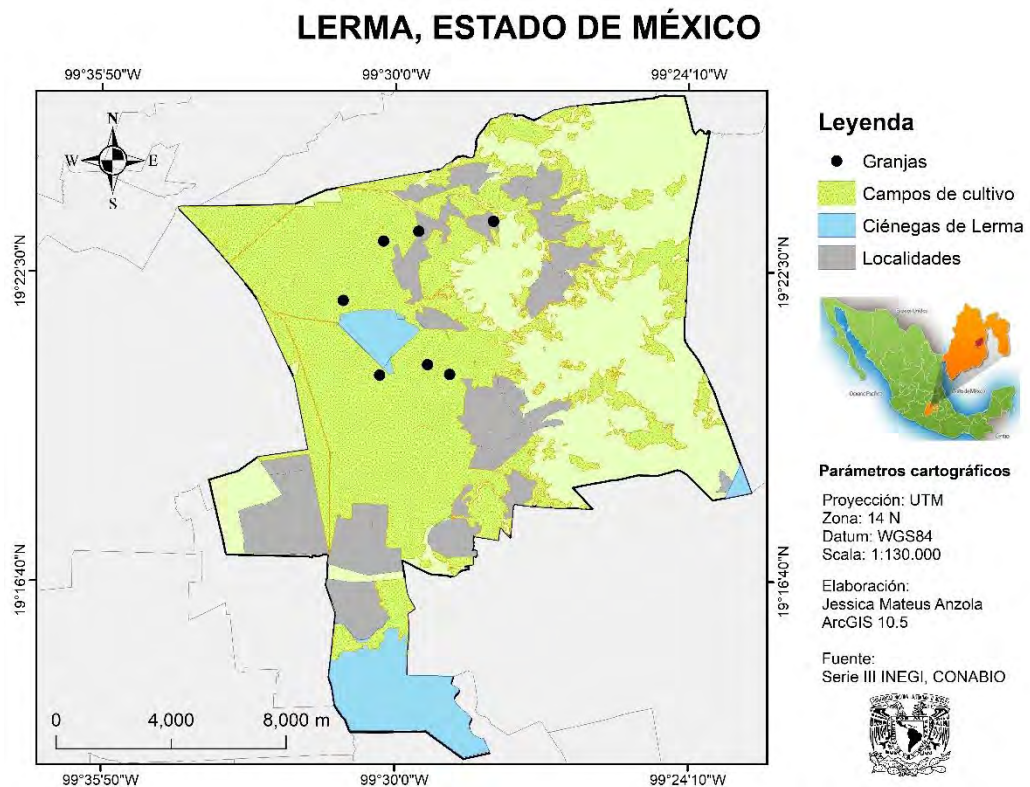 LERMA, ESTADO DE MÉXICO
99°35'50"W
99°30'0"W
99°24'10"W
N
W
E
S
19°22'30"N
19°22'30"N
19°16'40"N
19°16'40"N
0
4,000
8,000 m
99°35'50"W
99°30'0"W
99°24'10"W
Leyenda
Granjas
Campos de cultivo
Ciénegas de Lerma
Localidades
Parámetros cartográficos
Proyección: UTM
Zona: 14 N
Datum: WGS84
Scala: 1:130.000
Elaboración:
Jessica Mateus Anzola
ArcGIS 10.5
Fuente:
Serie III INEGI, CONABIO